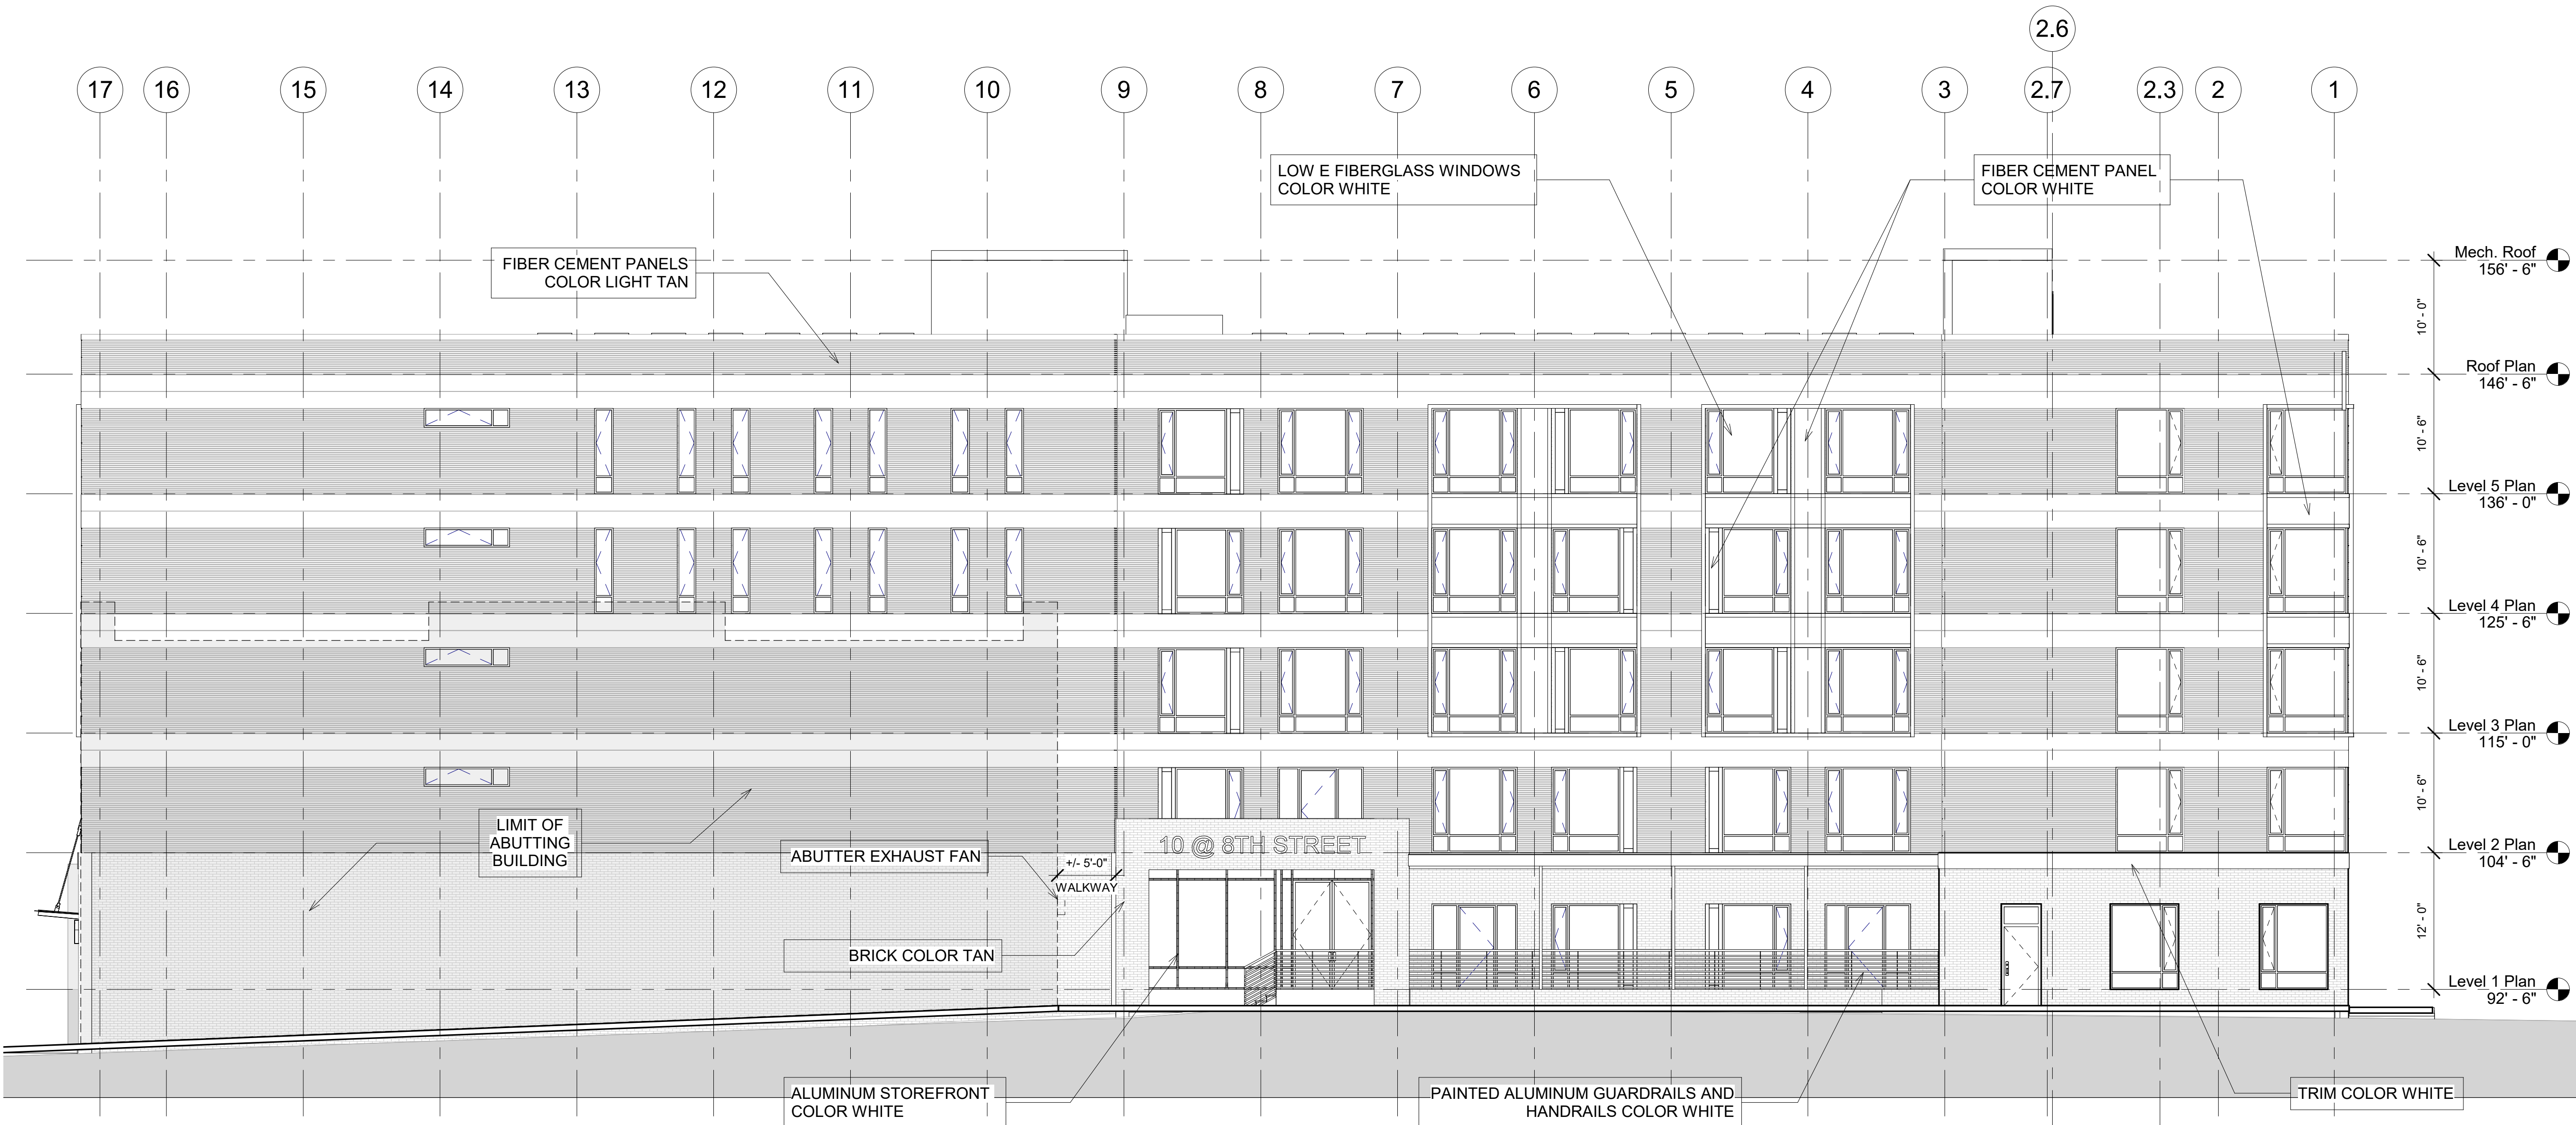 2.6
17
16
15
14
13
12
11
10
9
8
7
6
5
4
3
2.7
2.3
2
1
LOW E FIBERGLASS WINDOWS
COLOR WHITE
FIBER CEMENT PANEL
COLOR WHITE
FIBER CEMENT PANELS
COLOR LIGHT TAN
Mech. Roof
156' - 6"
10' - 0"
Roof Plan
146' - 6"
10' - 6"
Level 5 Plan
136' - 0"
10' - 6"
Level 4 Plan
125' - 6"
10' - 6"
Level 3 Plan
115' - 0"
10' - 6"
Level 2 Plan
104' - 6"
12' - 0"
Level 1 Plan
92' - 6"
LIMIT OF
ABUTTING
BUILDING
10 @ 8TH STREET
ABUTTER EXHAUST FAN
+/- 5'-0"
WALKWAY
BRICK COLOR TAN
ALUMINUM STOREFRONT
COLOR WHITE
PAINTED ALUMINUM GUARDRAILS AND
HANDRAILS COLOR WHITE
TRIM COLOR WHITE